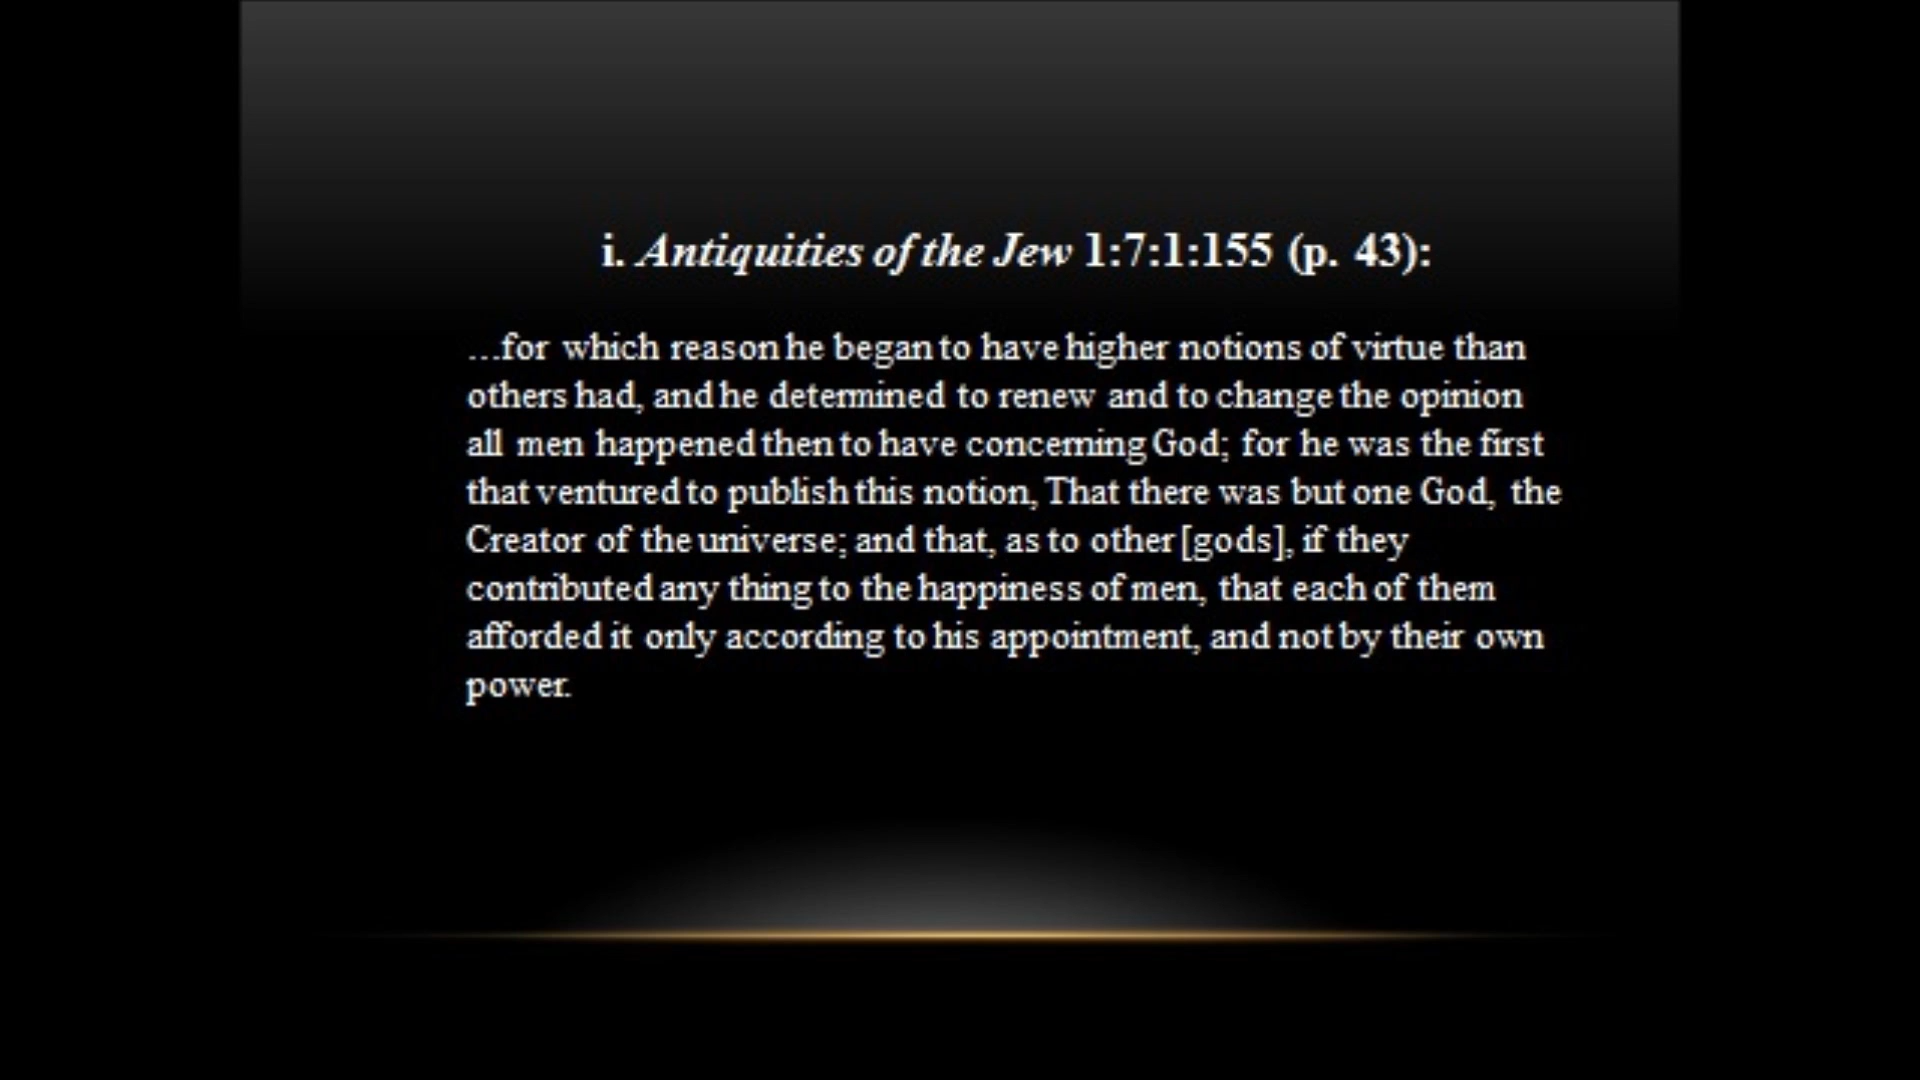 i. Antiquities of the Jew 1:7:1:155 (p. 43):
...for which reason he began to have higher notions of virtue than
others had, and he determined to renew and to change the opinion
all men happened then to have concerning God; for he was the first
that ventured to publish this notion, That there was but one God, the
Creator of the universe; and that, as to other [gods], if they
contributed any thing to the happiness of men, that each of them
afforded it only according to his appointment, and not by their own
power.